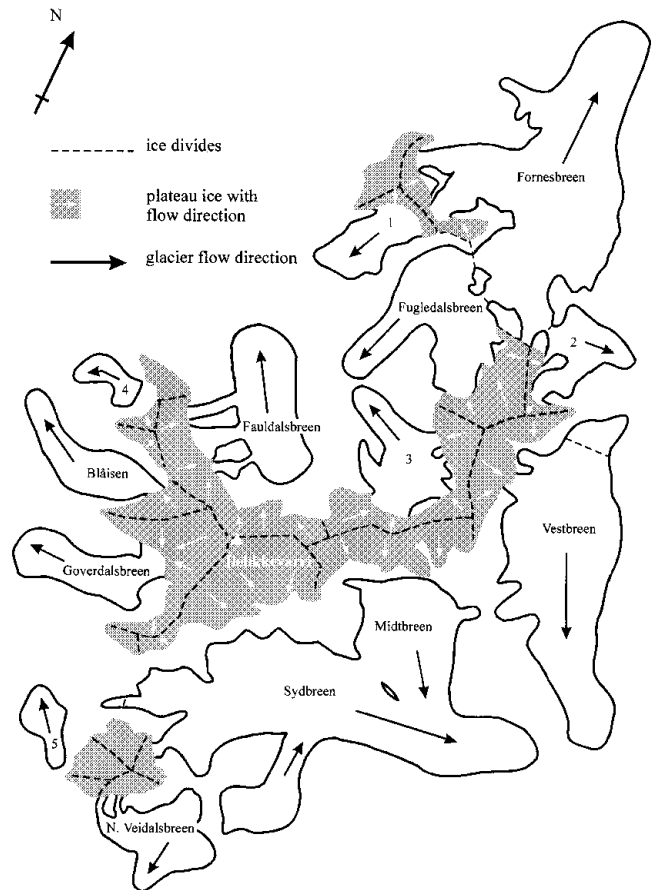 N
ice divides
plateau ice with
flow direction
glacier flow direction
Fornesbreen
1
Fugledalsbreen
2
4
Fauldalsbreen
3
Blåisen
Vestbreen
Goverdalsbreen
Midtbreen
Sydbreen
5
N. Veidalsbreen